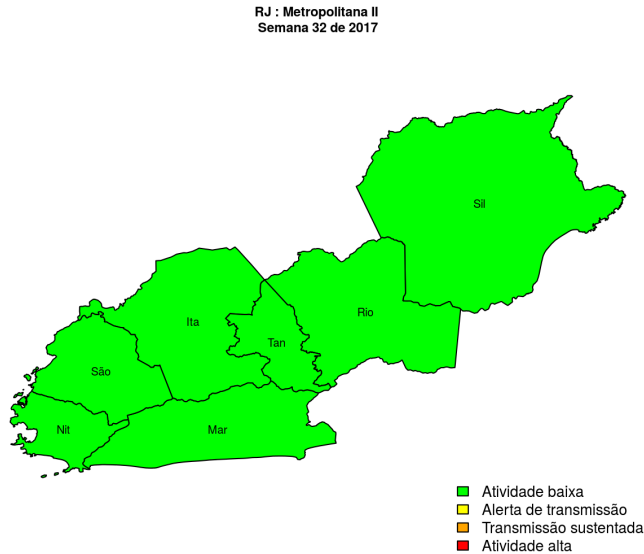 RJ : Metropolitana II
Semana 32 de 2017
Sil
Rio
Ita
Tan
São
Nit
Mar
Atividade baixa
Alerta de transmissão
Transmissão sustentada
Atividade alta